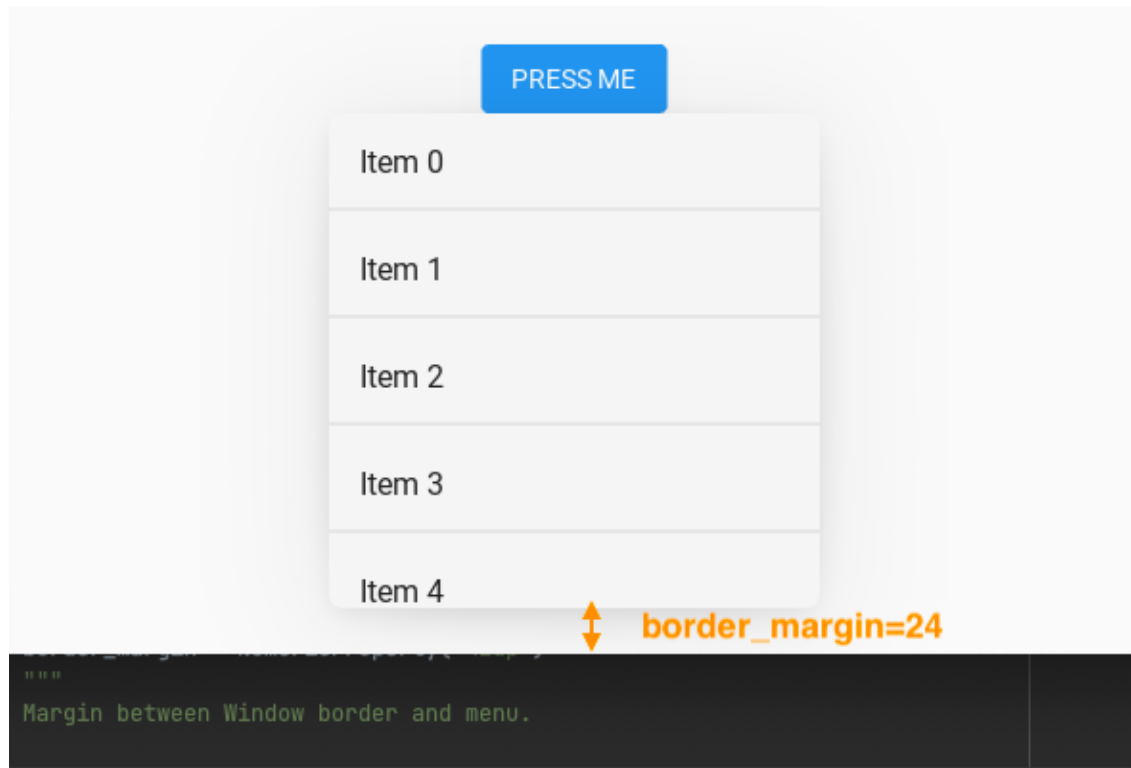 PRESS ME
Item 0
Item 1
Item 2
Item 3
Item 4
border_margin=24
"""
Margin between Window border and menu.